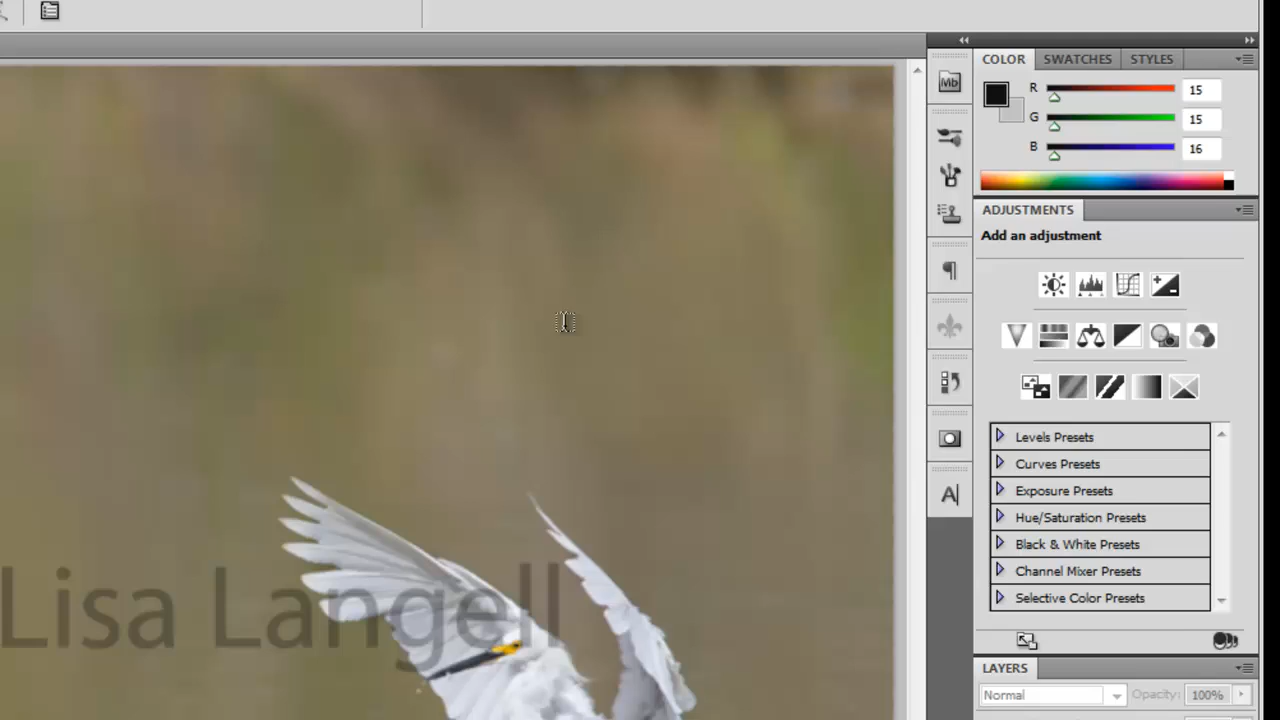 Mb
COLOR SWATCHES STYLES
R 15
G 15
B 16
ADJUSTMENTS
Add an adjustment
A
Levels Presets
Curves Presets
Exposure Presets
Hue/Saturation Presets
Black & White Presets
Channel Mixer Presets
Selective Color Presets
Lisa Langell
LAYERS
Normal Opacity: 100%